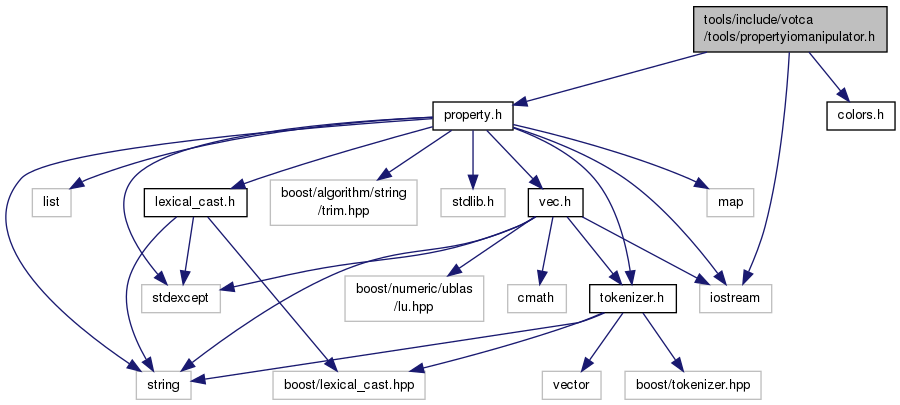 tools/include/votca
/tools/propertyiomanipulator.h
property.h
colors.h
list
lexical_cast.h
boost/algorithm/string
/trim.hpp
stdlib.h
vec.h
map
stdexcept
boost/numeric/ublas
/lu.hpp
cmath
tokenizer.h
iostream
string
boost/lexical_cast.hpp
vector
boost/tokenizer.hpp